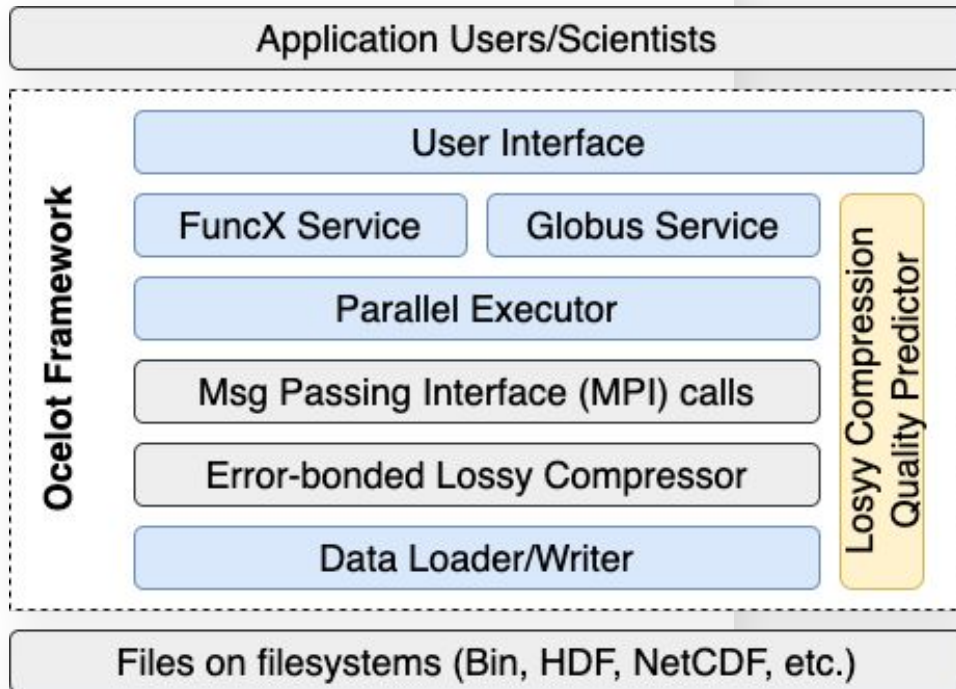 Application Users/Scientists
Ocelot Framework
User Interface
FuncX Service
Globus Service
Parallel Executor
Msg Passing Interface (MPI) calls
Error-bonded Lossy Compressor
Data Loader/Writer
Losyy Compression
Quality Predictor
Files on filesystems (Bin, HDF, NetCDF, etc.)